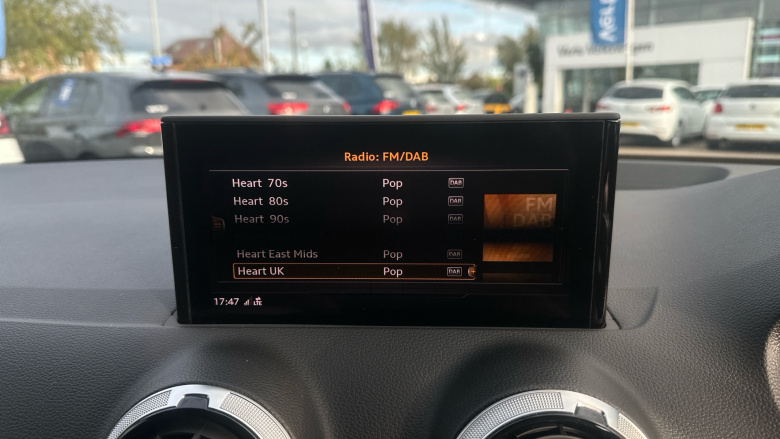 Radio: FM/DAB
Heart 70s Pop DAB
Heart 80s Pop DAB
Heart 90s Pop DAB
FM
DAB
Heart East Mids Pop DAB
Heart UK Pop DAB
17:47 LTE